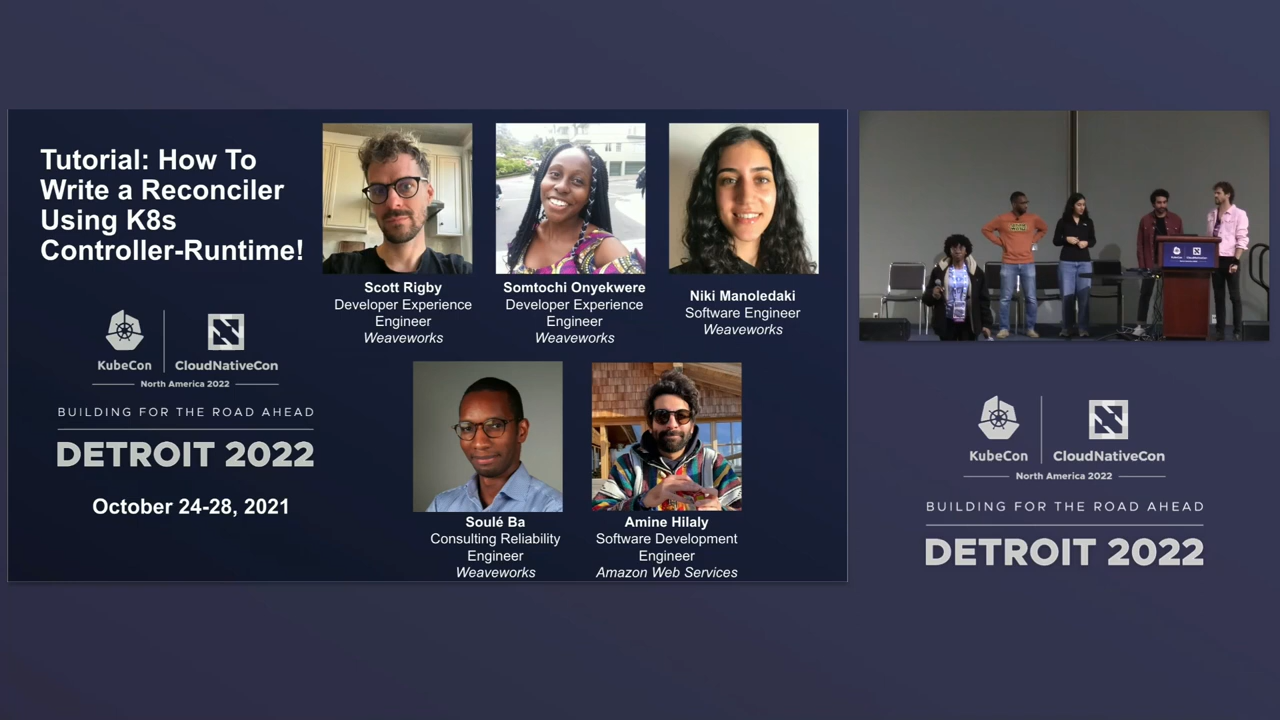 Tutorial: How To
Write a Reconciler
Using K8s
Controller-Runtime!
KubeCon
CloudNativeCon
North America 2022
BUILDING FOR THE ROAD AHEAD
DETROIT 2022
October 24-28, 2021
Scott Rigby
Developer Experience
Engineer
Weaveworks
Somtochi Onyekwere
Developer Experience
Engineer
Weaveworks
Niki Manoledaki
Software Engineer
Weaveworks
Soulé Ba
Consulting Reliability
Engineer
Weaveworks
Amine Hilaly
Software Development
Engineer
Amazon Web Services
KubeCon
CloudNativeCon
North America 2022
BUILDING FOR THE ROAD AHEAD
DETROIT 2022